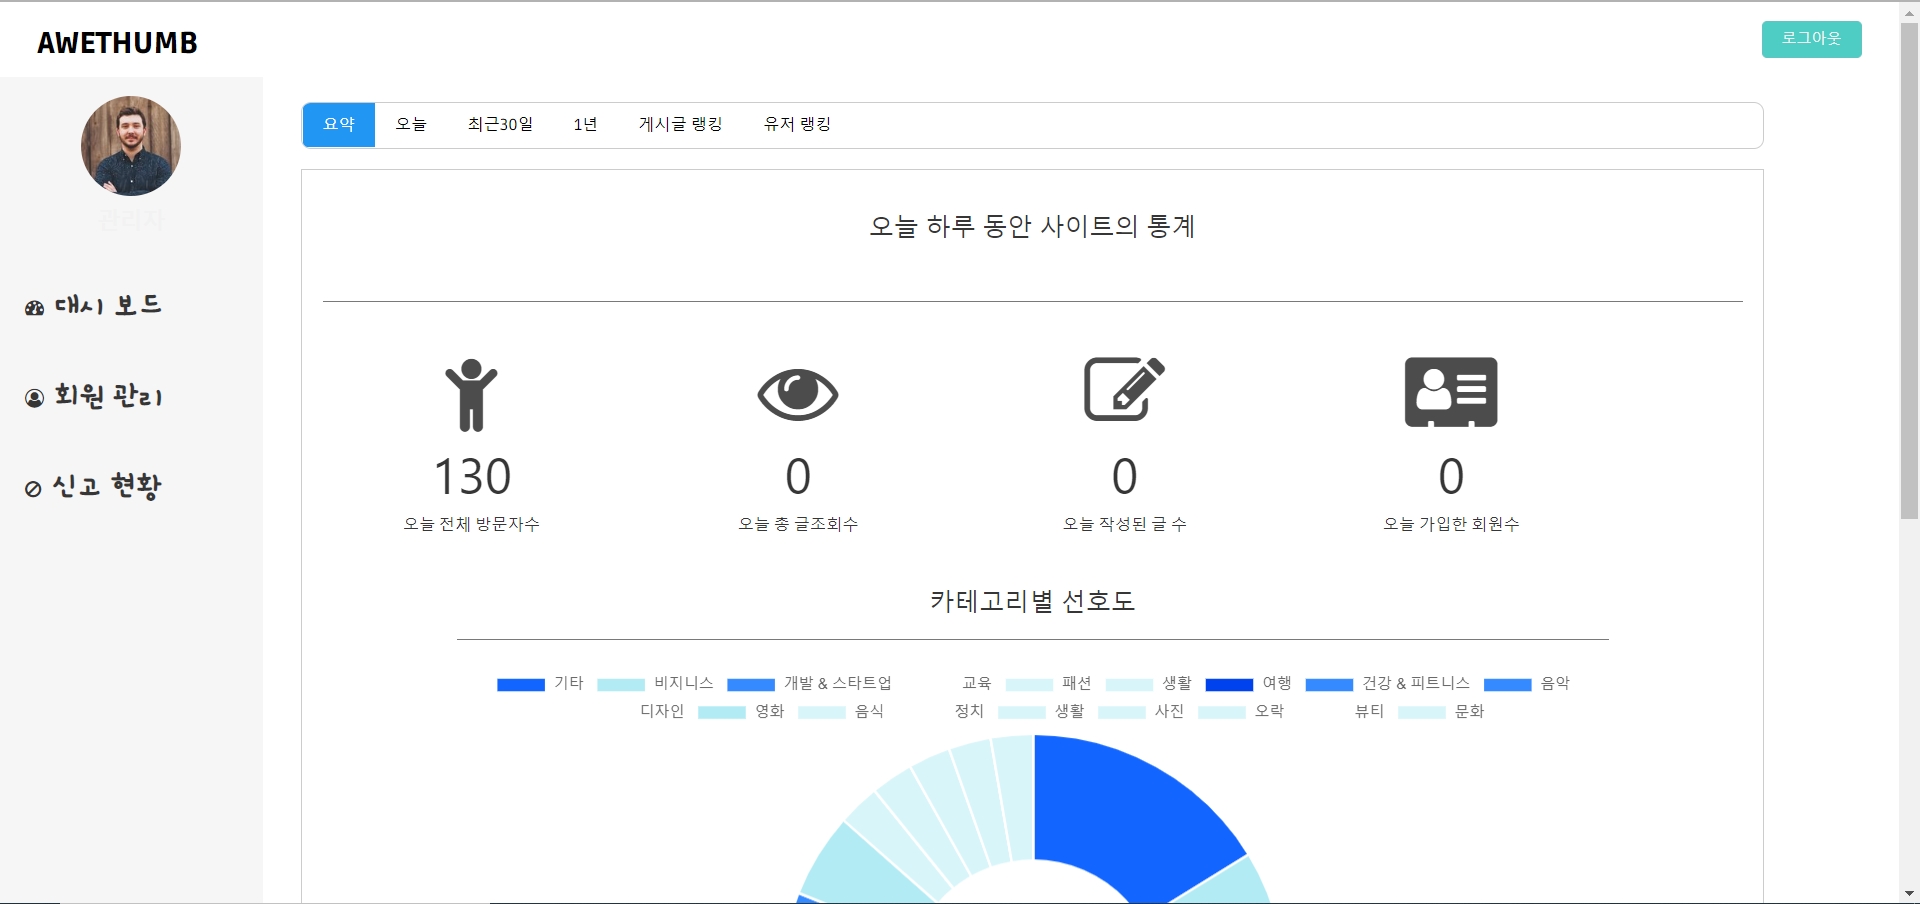 AWETHUMB
로그아웃
관리자
대시 보드
회원 관리
신고 현황
요약 오늘 최근30일 1년 게시글 랭킹 유저 랭킹
오늘 하루 동안 사이트의 통계
130 0 0 0
오늘 전체 방문자수 오늘 총 글조회수 오늘 작성된 글 수 오늘 가입한 회원수
카테고리별 선호도
기타 비지니스 개발 & 스타트업 교육 패션 생활 여행 건강 & 피트니스 음악
디자인 영화 음식 정치 생활 사진 오락 뷰티 문화